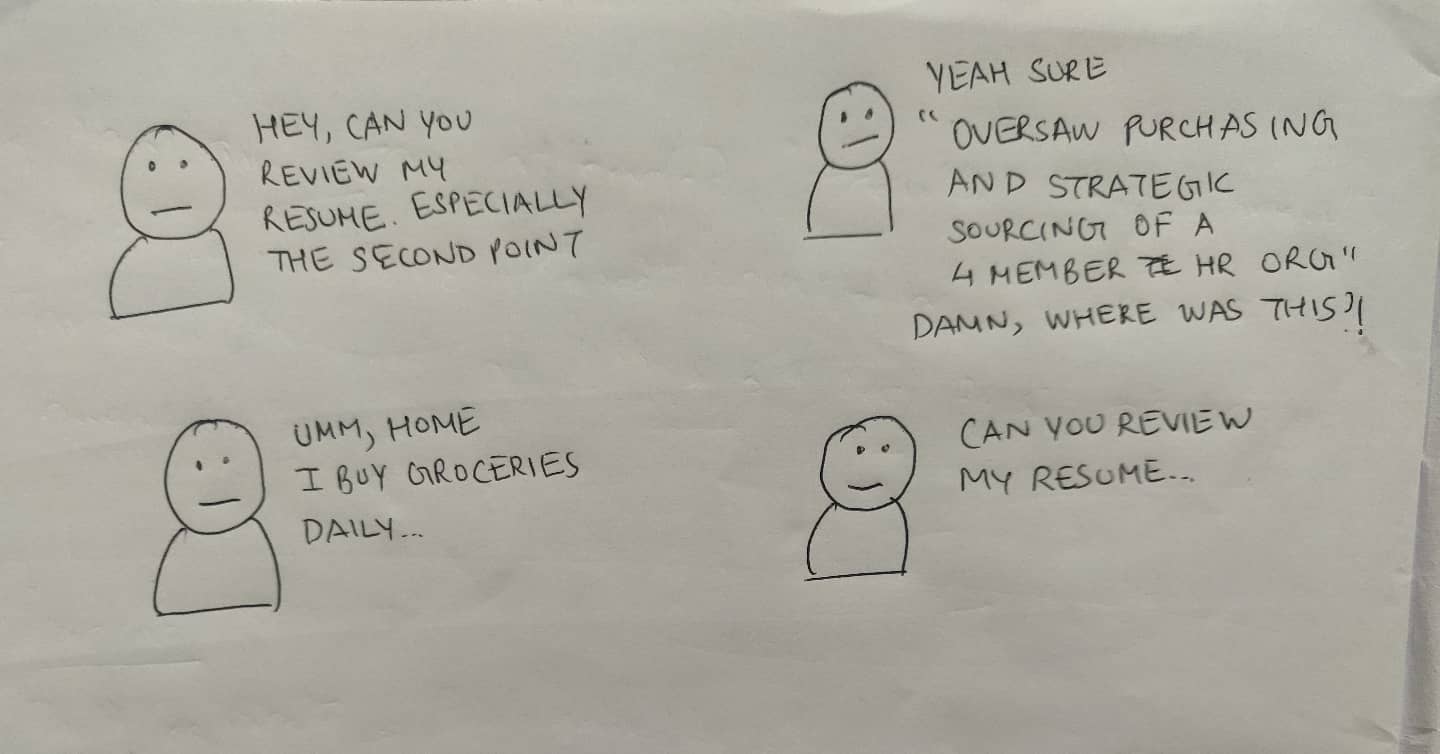 HEY, CAN YOU
REVIEW MY
RESUME. ESPECIALLY
THE SECOND POINT
YEAH SURE
"OVERSAW PURCHASING
AND STRATEGIC
SOURCING OF A
4 MEMBER HR ORG"
DAMN, WHERE WAS THIS?!
UMM, HOME
I BUY GROCERIES
DAILY...
CAN YOU REVIEW
MY RESUME...